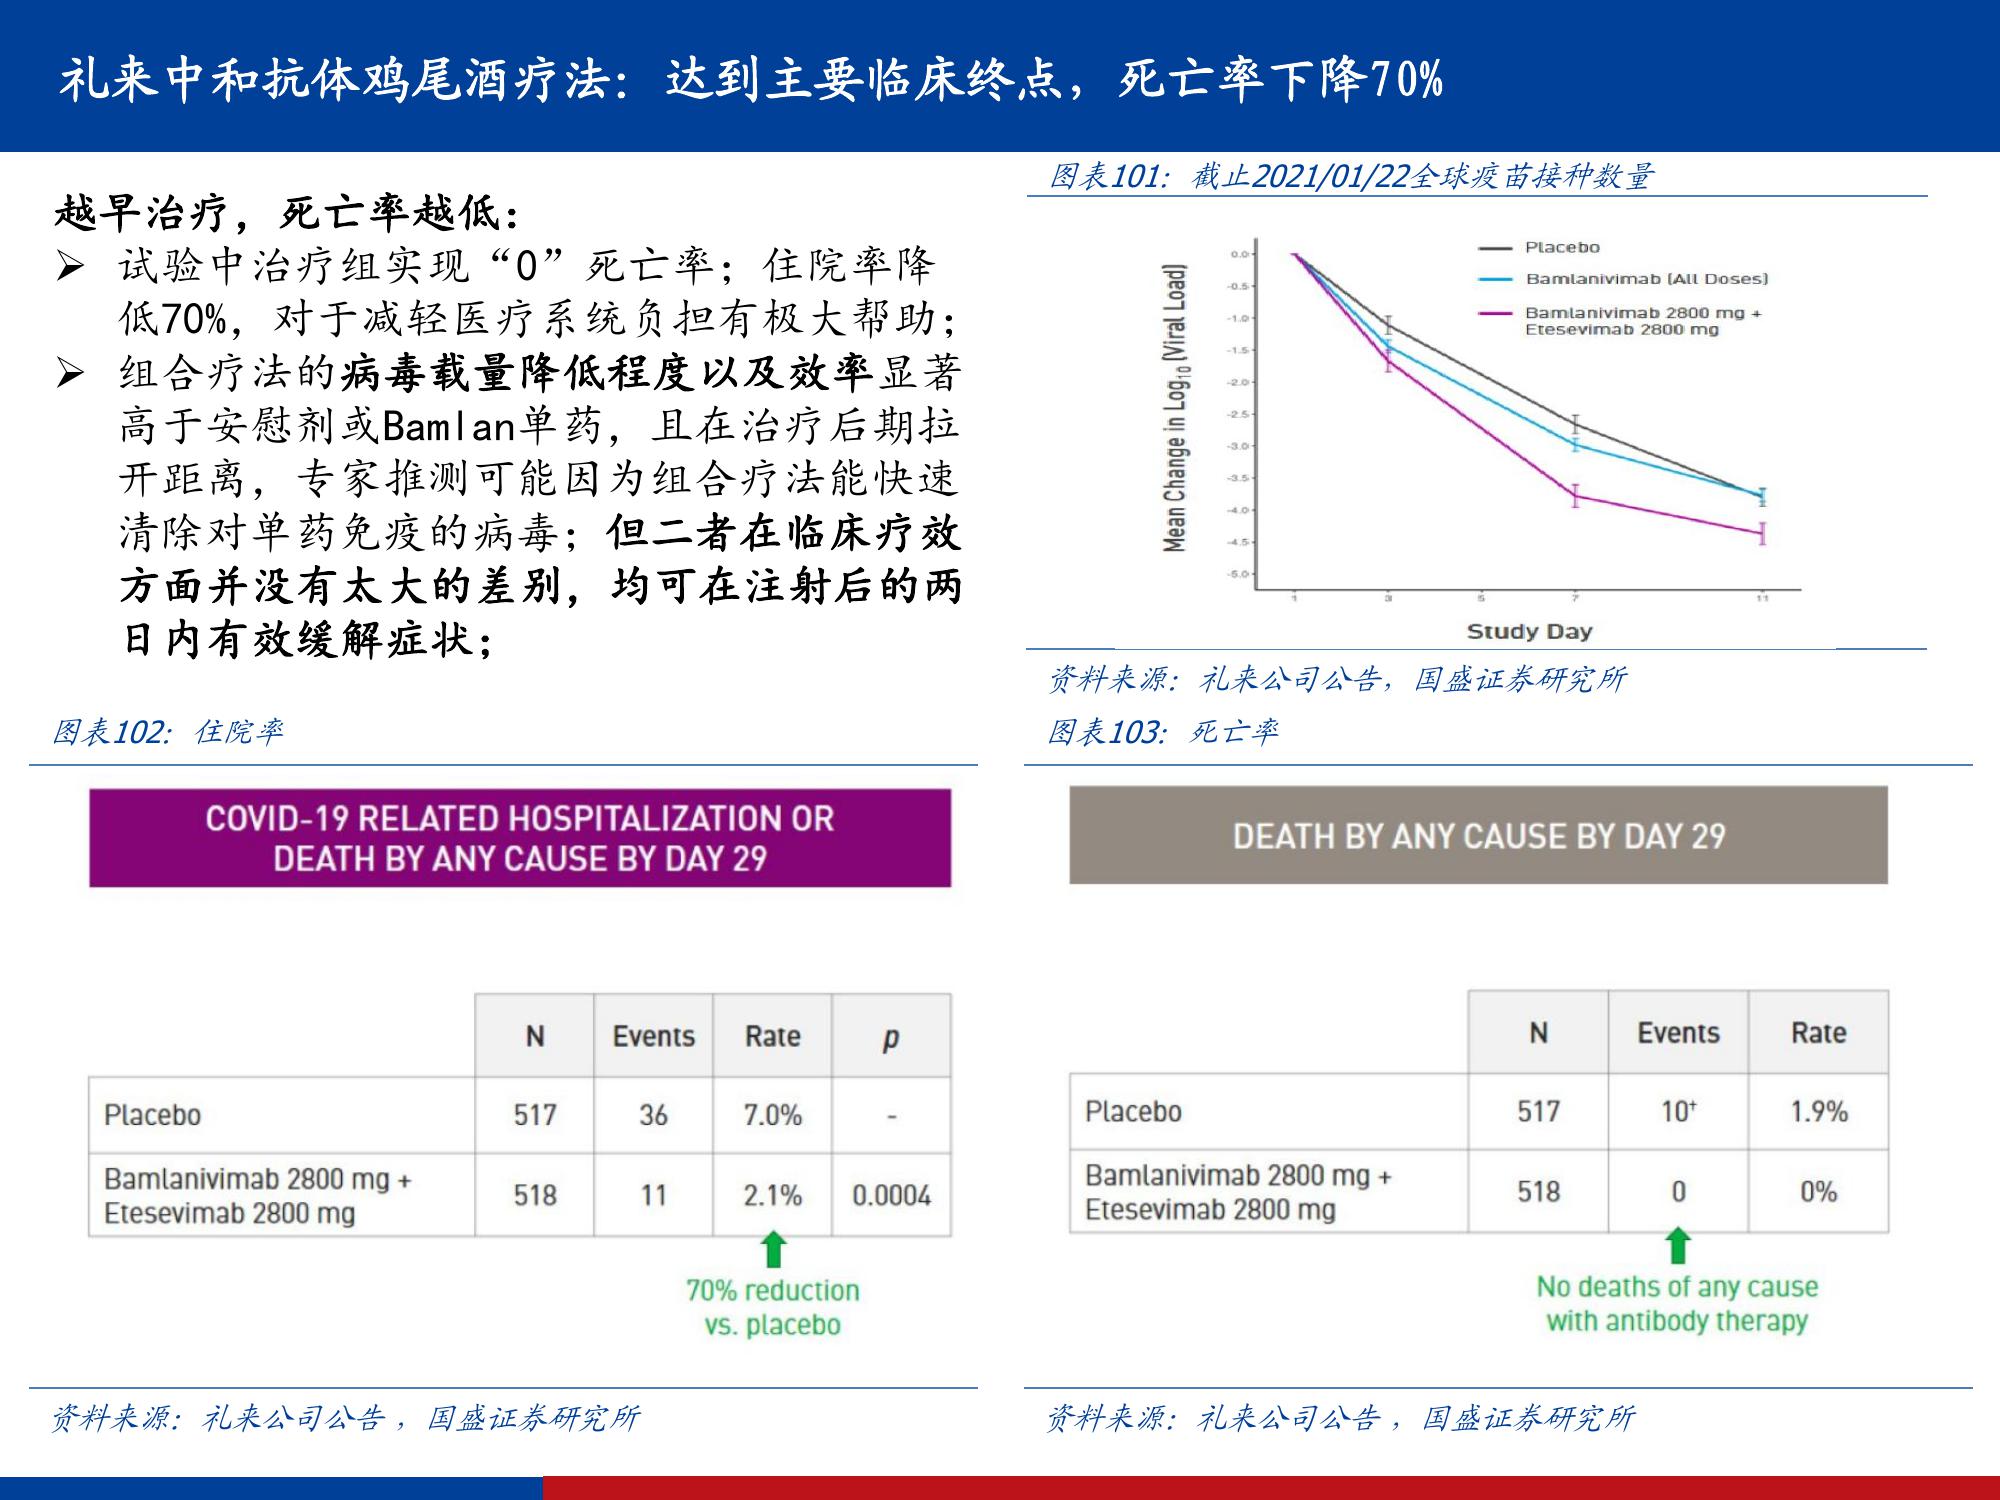 礼来中和抗体鸡尾酒疗法：达到主要临床终点，死亡率下降70%
越早治疗，死亡率越低：
➢ 试验中治疗组实现“0”死亡率；住院率降
低70%，对于减轻医疗系统负担有极大帮助；
➢ 组合疗法的病毒载量降低程度以及效率显著
高于安慰剂或Bamlan单药，且在治疗后期拉
开距离，专家推测可能因为组合疗法能快速
清除对单药免疫的病毒；但二者在临床疗效
方面并没有太大的差别，均可在注射后的两
日内有效缓解症状；
图表101：截止2021/01/22全球疫苗接种数量
Placebo
Bamlanivimab (All Doses)
Bamlanivimab 2800 mg +
Etesevimab 2800 mg
Mean Change in Log10 (Viral Load)
0.0
-0.5
-1.0
-1.5
-2.0
-2.5
-3.0
-3.5
-4.0
-4.5
-5.0
1 3 5 7 11
Study Day
资料来源：礼来公司公告，国盛证券研究所
图表102：住院率
COVID-19 RELATED HOSPITALIZATION OR
DEATH BY ANY CAUSE BY DAY 29
N Events Rate p
Placebo 517 36 7.0% -
Bamlanivimab 2800 mg +
Etesevimab 2800 mg 518 11 2.1% 0.0004
70% reduction
vs. placebo
资料来源：礼来公司公告，国盛证券研究所
图表103：死亡率
DEATH BY ANY CAUSE BY DAY 29
N Events Rate
Placebo 517 10† 1.9%
Bamlanivimab 2800 mg +
Etesevimab 2800 mg 518 0 0%
No deaths of any cause
with antibody therapy
资料来源：礼来公司公告，国盛证券研究所